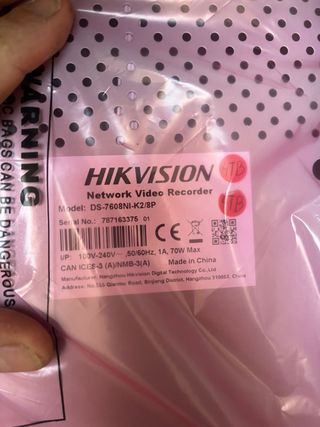 WARNING
C BAGS CAN BE DANGEROUS
HIKVISION
TB
TB
Network Video Recorder
Model: DS-7608NI-K2/8P
Serial No.: 787163375 01
I/P: 100V-240V~, 50/60Hz, 1A, 70W Max
CAN ICES-3 (A)/NMB-3(A)
Made in China
Manufacturer: Hangzhou Hikvision Digital Technology Co.,Ltd
Address: No.555 Qianmo Road, Binjiang District, Hangzhou 310052, China